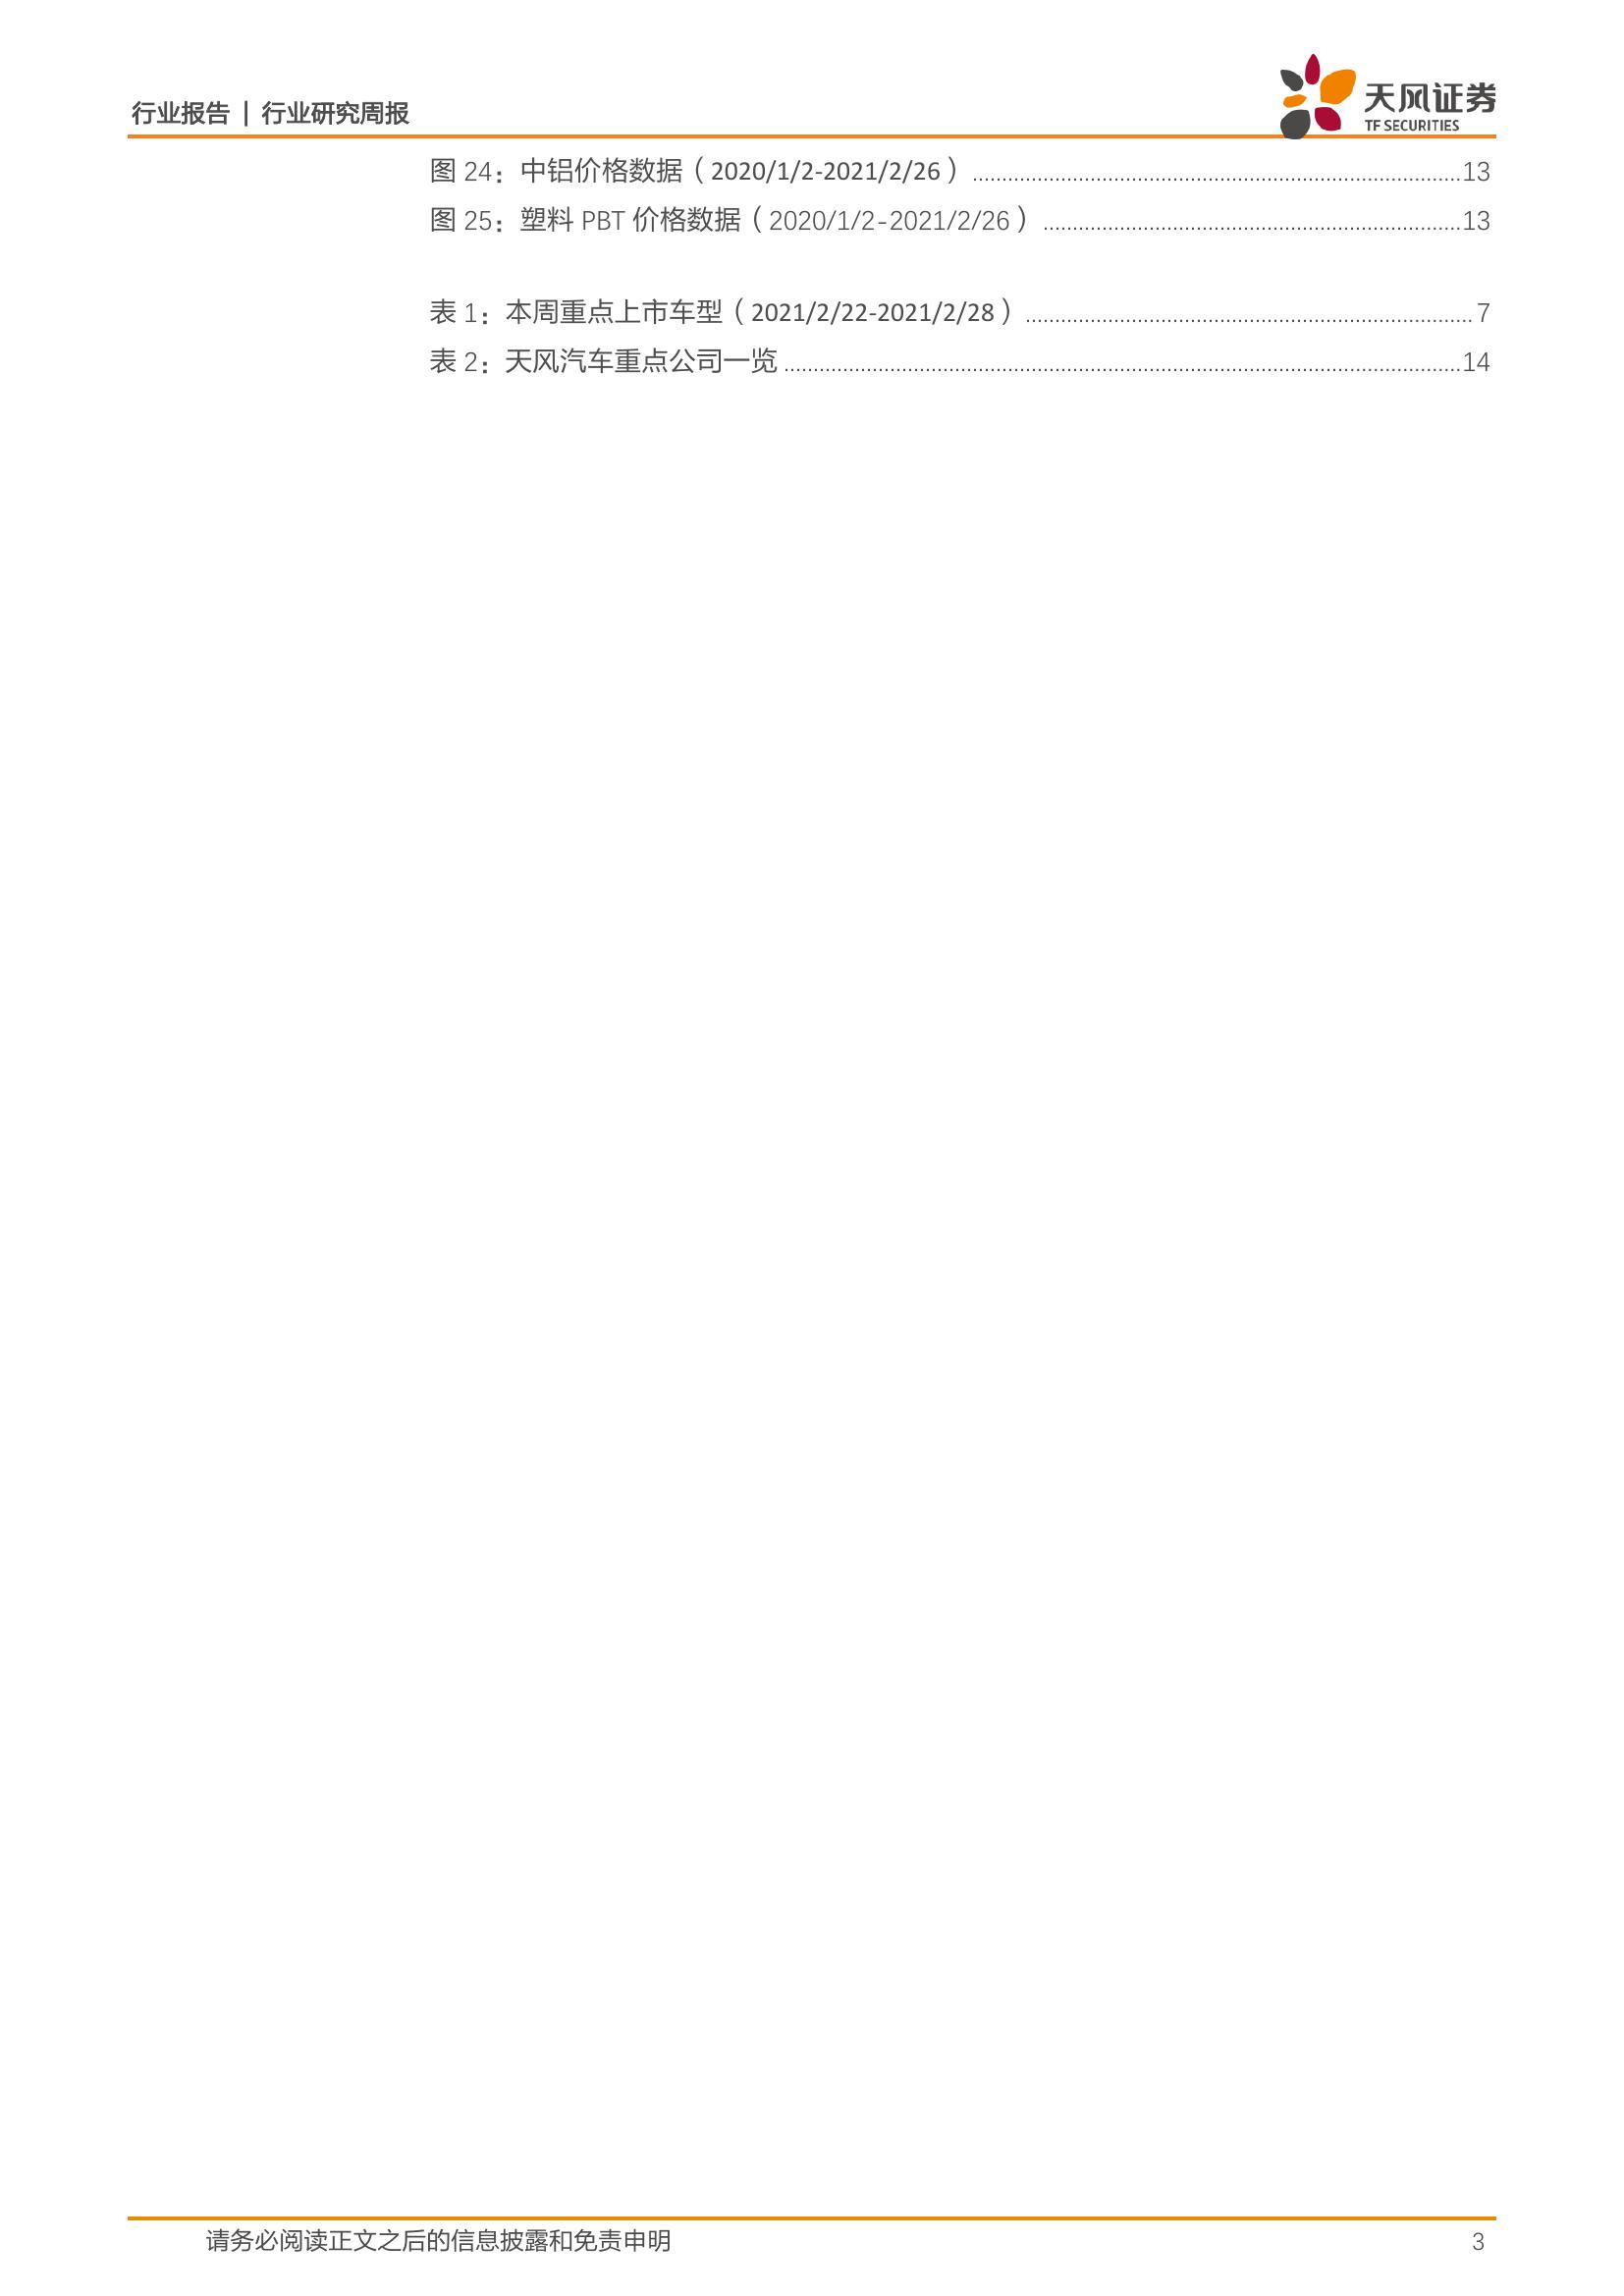 行业报告 | 行业研究周报
天风证券
TF SECURITIES
图 24：中铝价格数据（2020/1/2-2021/2/26）........................................13
图 25：塑料 PBT 价格数据（2020/1/2-2021/2/26）........................................13
表 1：本周重点上市车型（2021/2/22-2021/2/28）........................................ 7
表 2：天风汽车重点公司一览........................................14
请务必阅读正文之后的信息披露和免责申明
3